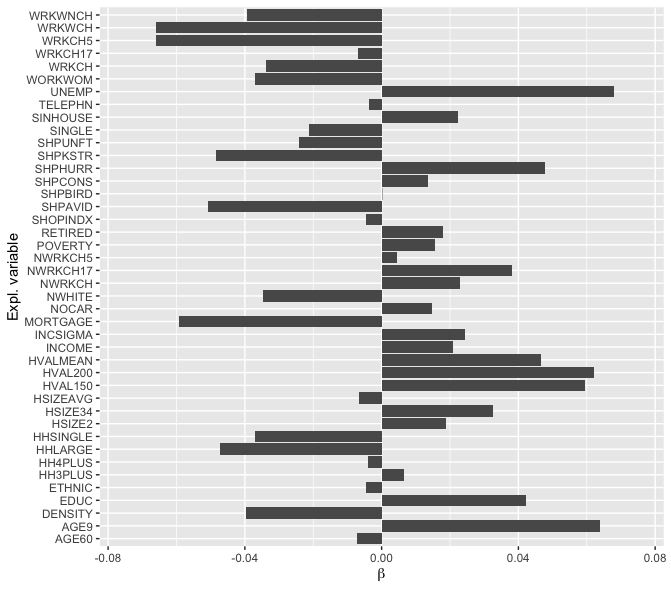 WRKWNCH
WRKWCH
WRKCH5
WRKCH17
WRKCH
WORKWOM
UNEMP
TELEPHN
SINHOUSE
SINGLE
SHPUNFT
SHPKSTR
SHPHURR
SHPCONS
SHPBIRD
SHPAVID
SHOPINDX
RETIRED
POVERTY
NWRKCH5
NWRKCH17
NWRKCH
NWHITE
NOCAR
MORTGAGE
INCSIGMA
INCOME
HVALMEAN
HVAL200
HVAL150
HSIZEAVG
HSIZE34
HSIZE2
HHSINGLE
HHLARGE
HH4PLUS
HH3PLUS
ETHNIC
EDUC
DENSITY
AGE9
AGE60
Expl. variable
-0.08 -0.04 0.00 0.04 0.08
β